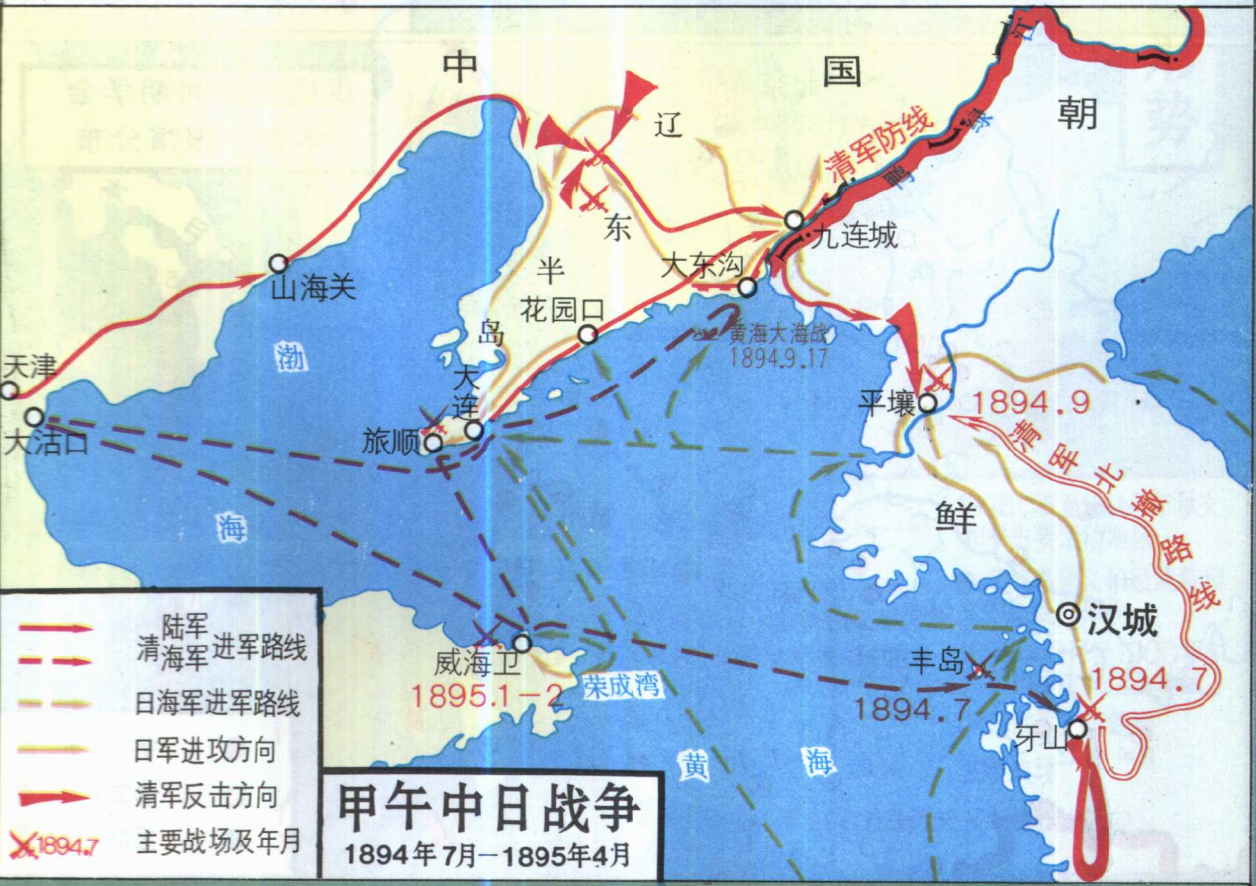 中
国
朝
鲜
辽
东
半
岛
鸭
绿
江
清军防线
九连城
大东沟
花园口
山海关
天津
大沽口
渤
海
大连
旅顺
黄海大海战
1894.9.17
平壤
1894.9
清军北撤路线
汉城
丰岛
1894.7
1894.7
牙山
威海卫
1895.1-2
荣成湾
黄
海
清
陆军
海军
进军路线
日海军进军路线
日军进攻方向
清军反击方向
1894.7
主要战场及年月
甲午中日战争
1894年7月—1895年4月